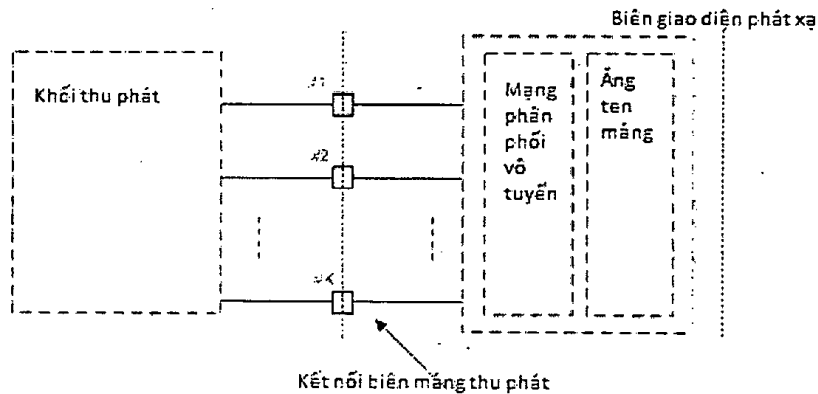 Biên giao diện phát xạ
Khối thu phát
Mạng
phân
phối
vô
tuyến
Ăng
ten
mảng
#1
#2
#K
Kết nối biên mảng thu phát